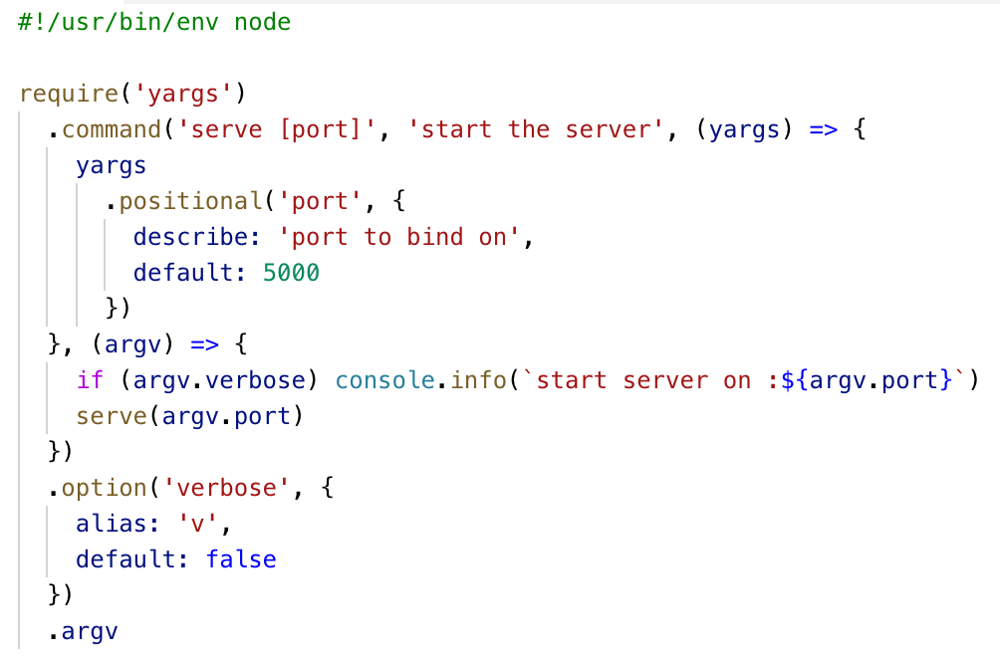 #!/usr/bin/env node
require('yargs')
  .command('serve [port]', 'start the server', (yargs) => {
    yargs
      .positional('port', {
        describe: 'port to bind on',
        default: 5000
      })
  }, (argv) => {
    if (argv.verbose) console.info(`start server on :${argv.port}`)
    serve(argv.port)
  })
  .option('verbose', {
    alias: 'v',
    default: false
  })
  .argv